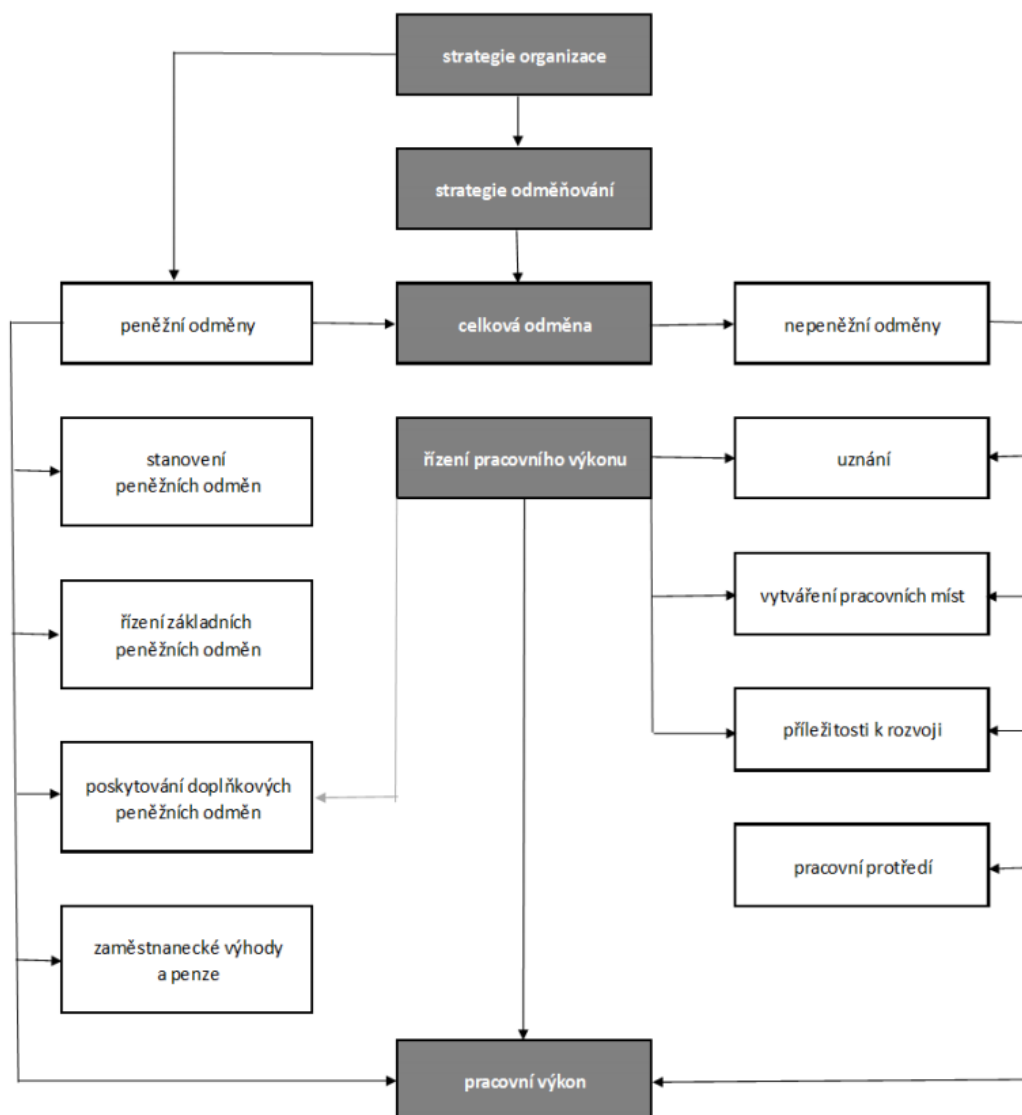 strategie organizace
strategie odměňování
peněžní odměny
celková odměna
nepeněžní odměny
stanovení
peněžních odměn
řízení pracovního výkonu
uznání
řízení základních
peněžních odměn
vytváření pracovních míst
poskytování doplňkových
peněžních odměn
příležitosti k rozvoji
pracovní protředí
zaměstnanecké výhody
a penze
pracovní výkon